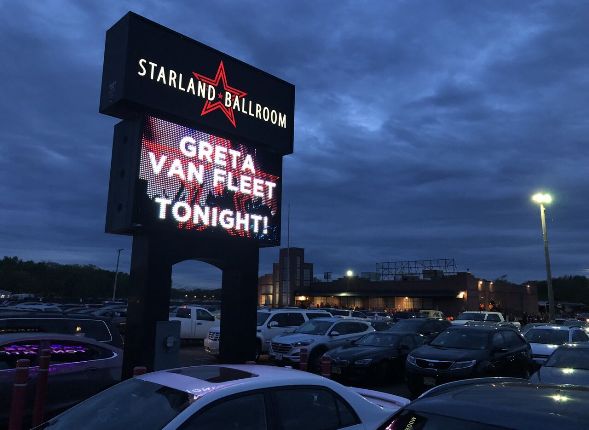 STARLAND BALLROOM
GRETA
VAN FLEET
TONIGHT!